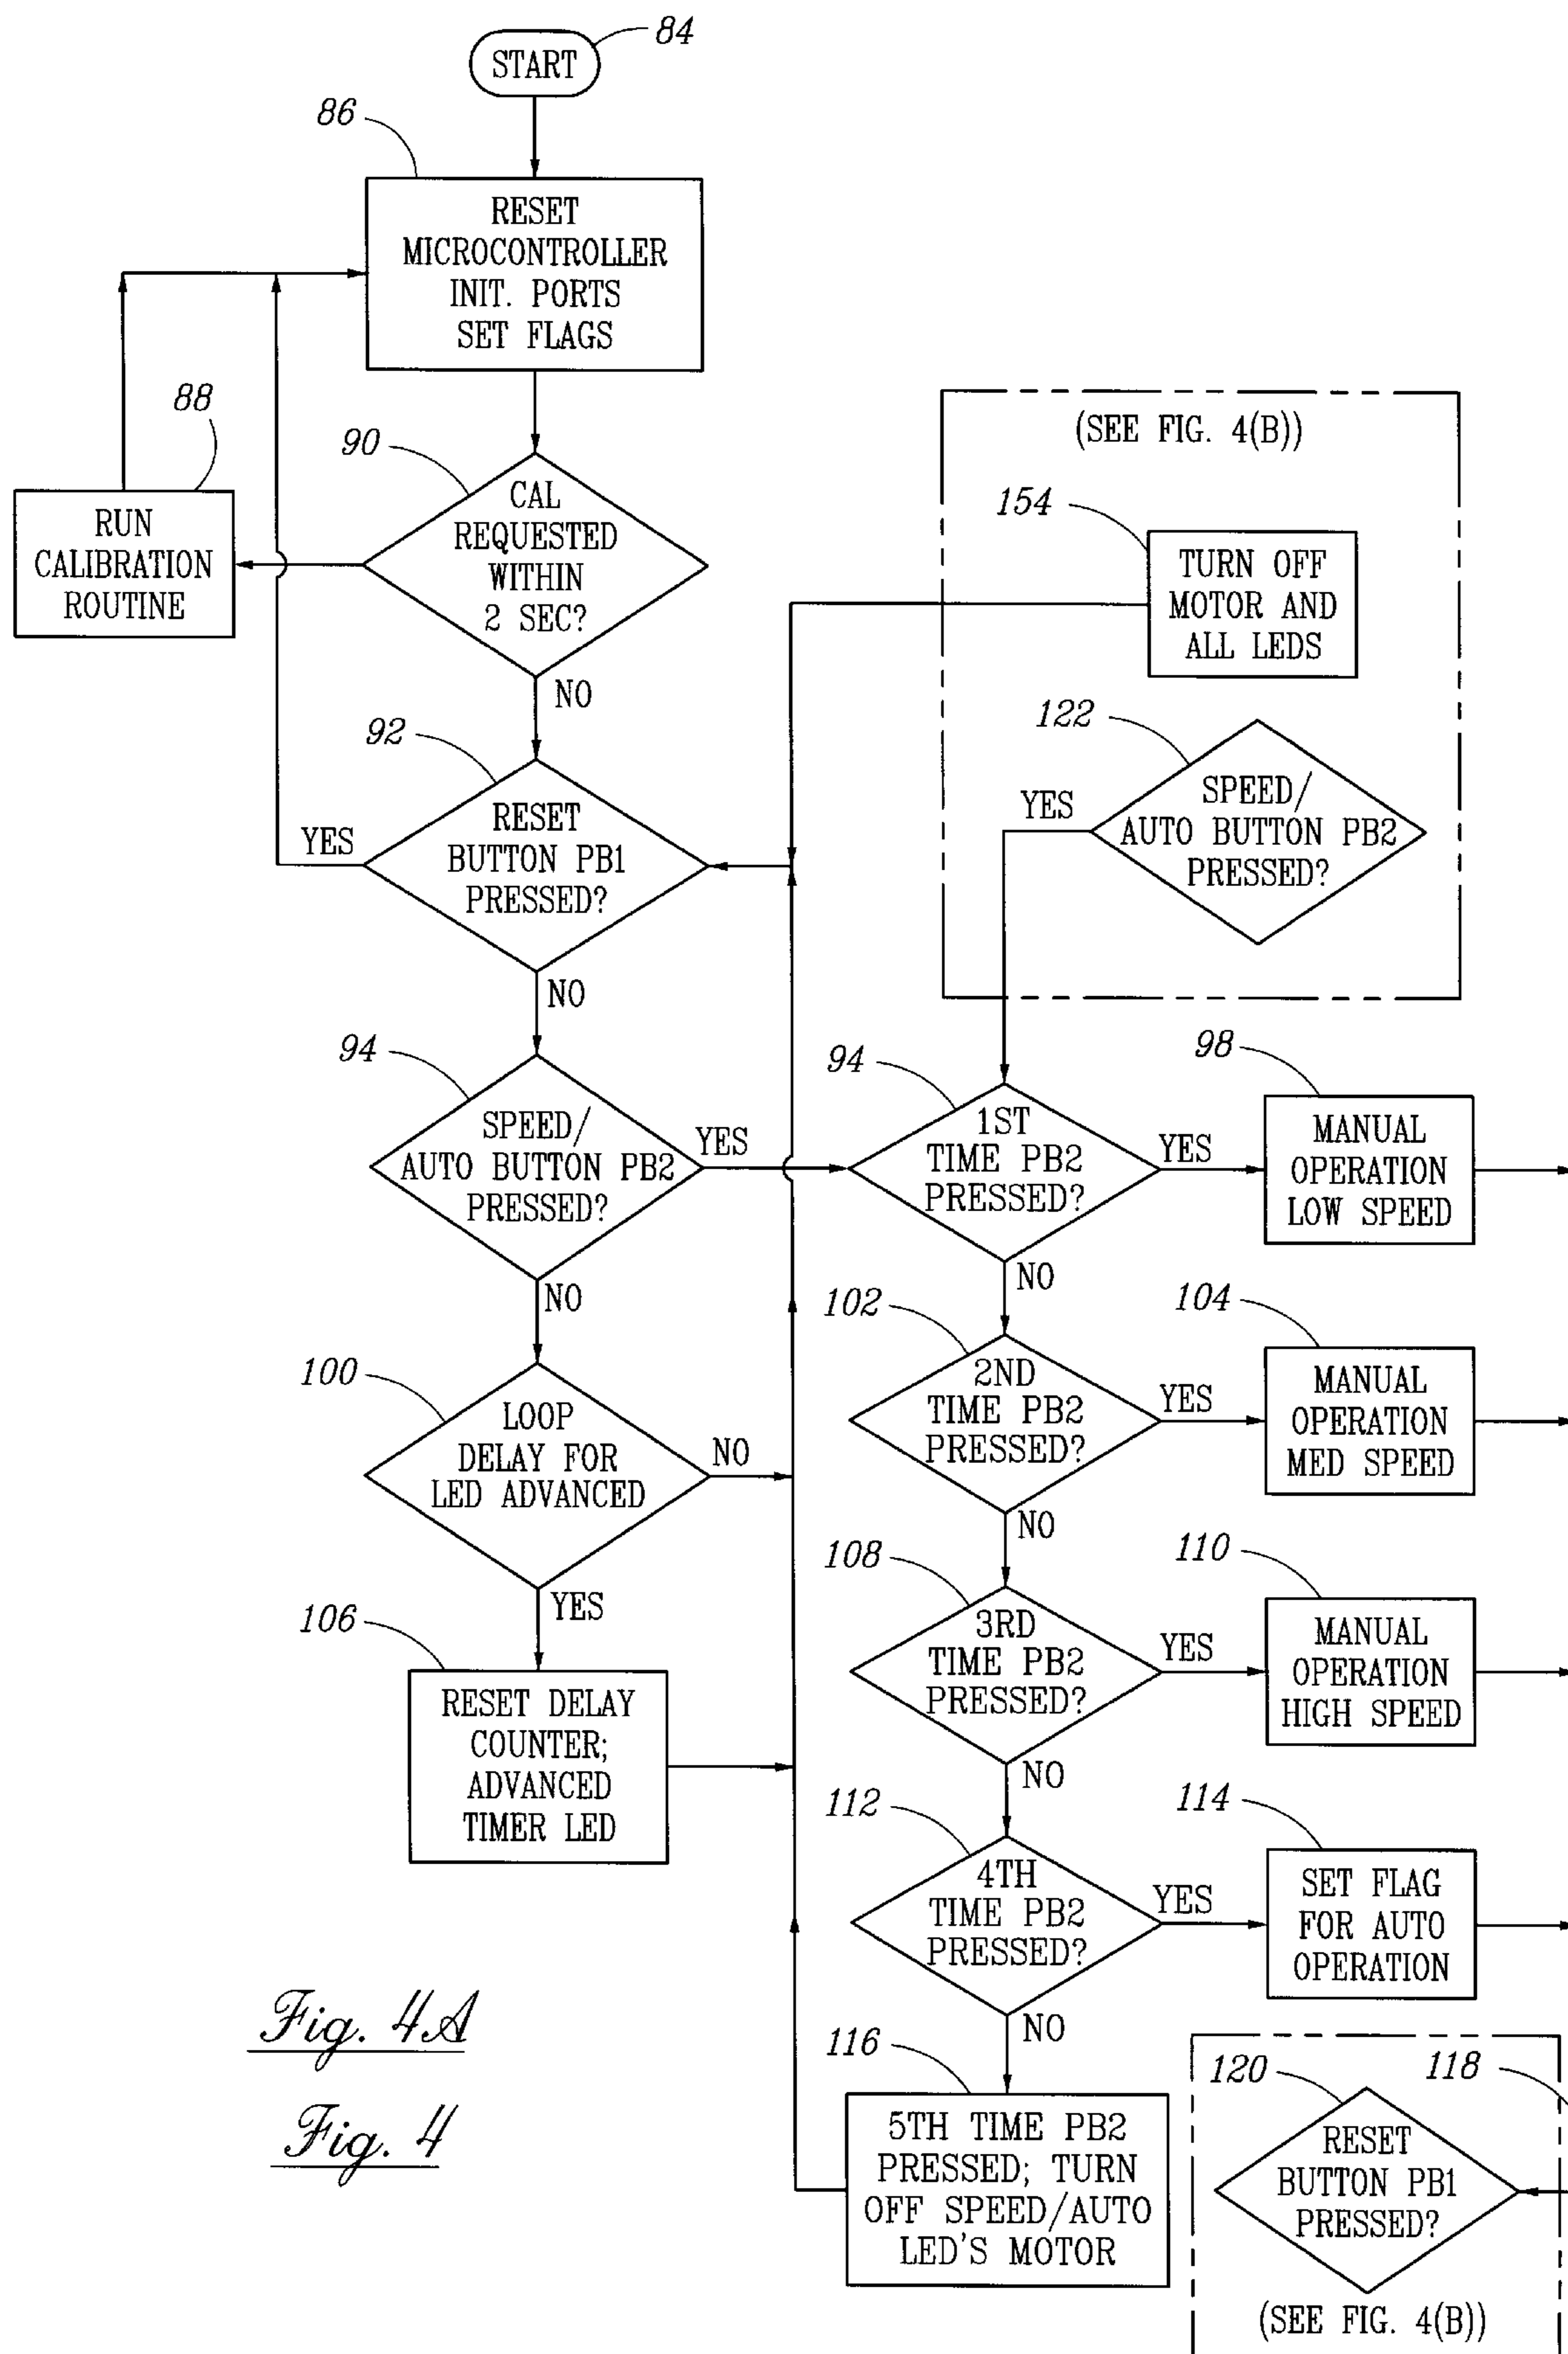 84
START
86
RESET
MICROCONTROLLER
INIT. PORTS
SET FLAGS
88
RUN
CALIBRATION
ROUTINE
90
CAL
REQUESTED
WITHIN
2 SEC?
NO
92
RESET
BUTTON PB1
PRESSED?
YES
NO
94
SPEED/
AUTO BUTTON PB2
PRESSED?
YES
NO
100
LOOP
DELAY FOR
LED ADVANCED
NO
YES
106
RESET DELAY
COUNTER;
ADVANCED
TIMER LED
(SEE FIG. 4(B))
154
TURN OFF
MOTOR AND
ALL LEDS
122
YES
SPEED/
AUTO BUTTON PB2
PRESSED?
94
1ST
TIME PB2
PRESSED?
YES
98
MANUAL
OPERATION
LOW SPEED
NO
102
2ND
TIME PB2
PRESSED?
YES
104
MANUAL
OPERATION
MED SPEED
NO
108
3RD
TIME PB2
PRESSED?
YES
110
MANUAL
OPERATION
HIGH SPEED
NO
112
4TH
TIME PB2
PRESSED?
YES
114
SET FLAG
FOR AUTO
OPERATION
NO
116
5TH TIME PB2
PRESSED; TURN
OFF SPEED/AUTO
LED'S MOTOR
120
118
RESET
BUTTON PB1
PRESSED?
(SEE FIG. 4(B))
Fig. 4A
Fig. 4